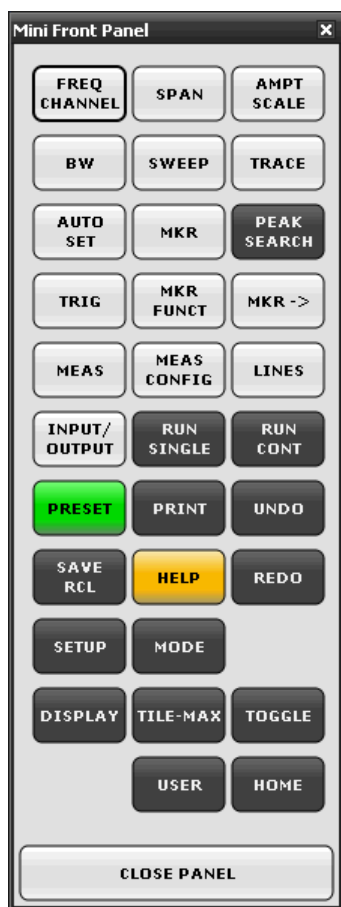 Mini Front Panel
FREQ CHANNEL
SPAN
AMPT SCALE
BW
SWEEP
TRACE
AUTO SET
MKR
PEAK SEARCH
TRIG
MKR FUNCT
MKR ->
MEAS
MEAS CONFIG
LINES
INPUT/ OUTPUT
RUN SINGLE
RUN CONT
PRESET
PRINT
UNDO
SAVE RCL
HELP
REDO
SETUP
MODE
DISPLAY
TILE-MAX
TOGGLE
USER
HOME
CLOSE PANEL